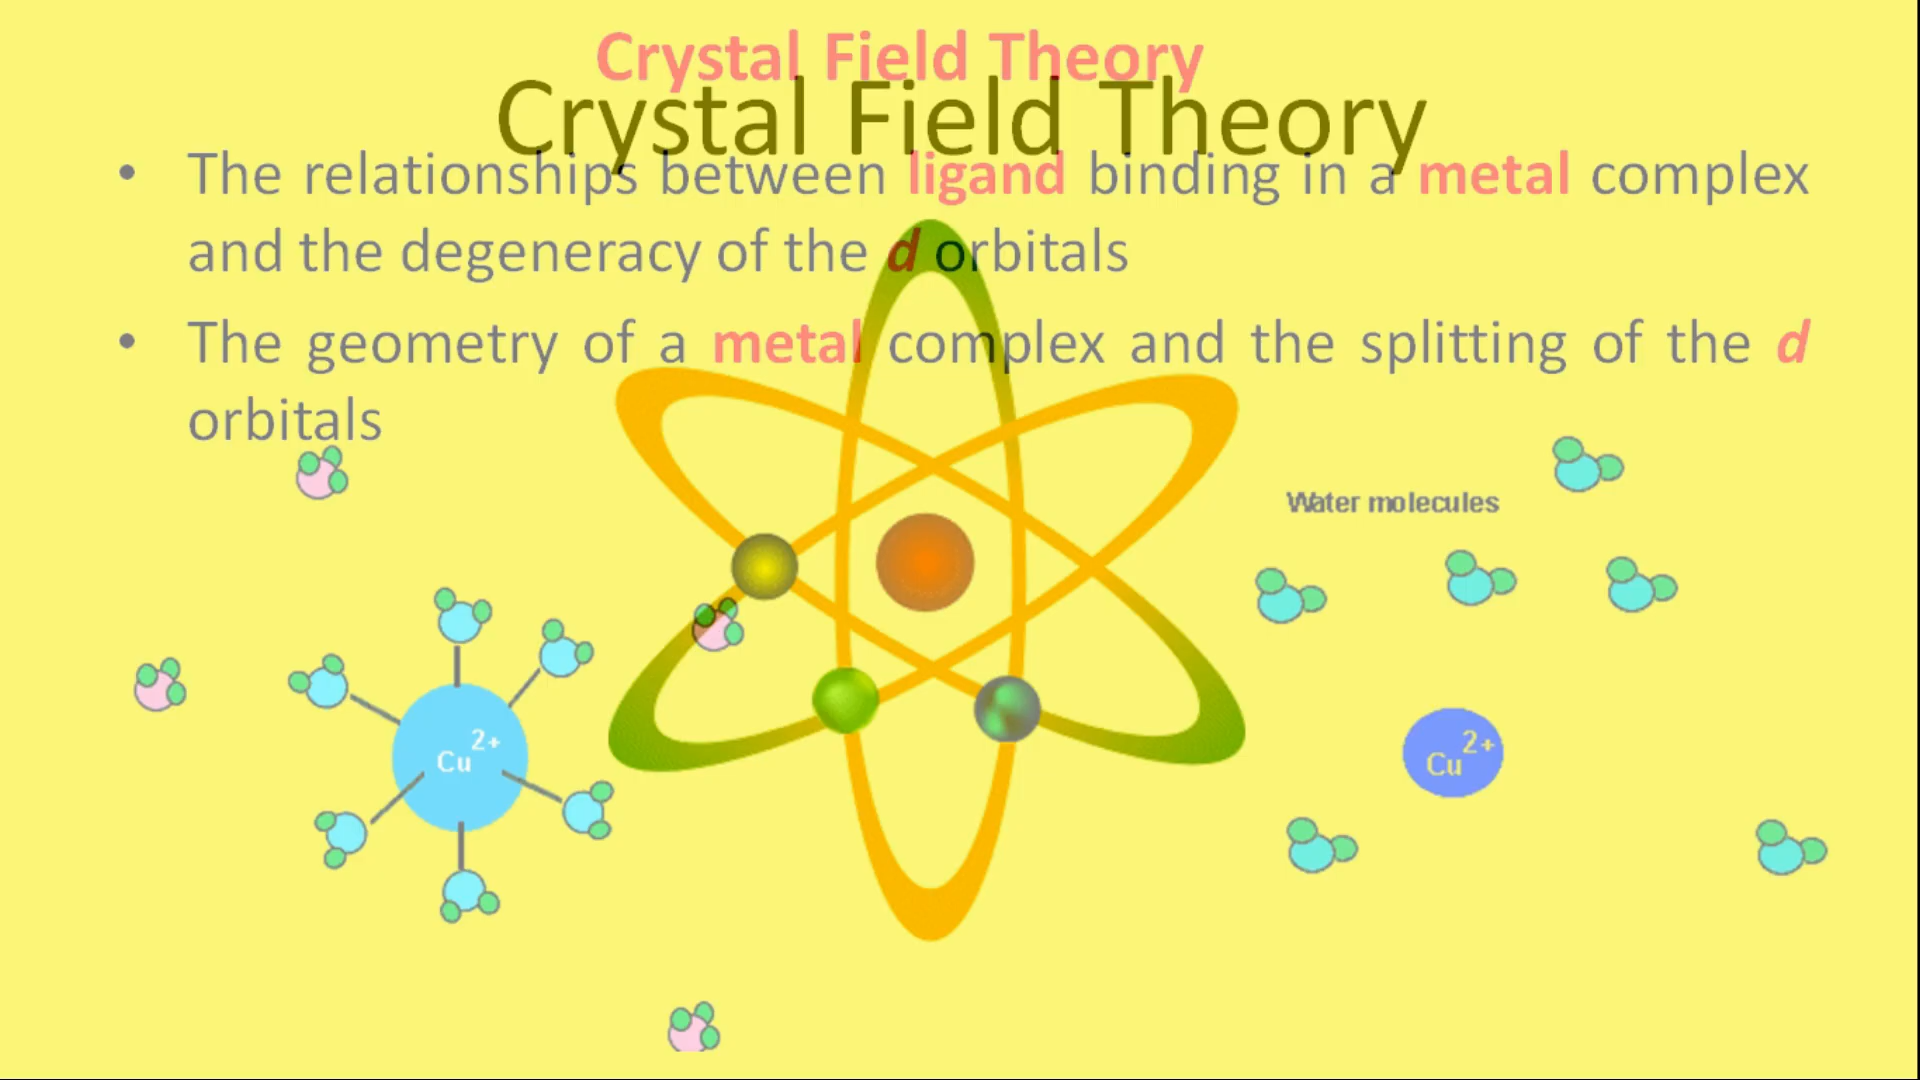 Crystal Field Theory
Crystal Field Theory
• The relationships between ligand binding in a metal complex
and the degeneracy of the d orbitals
• The geometry of a metal complex and the splitting of the d
orbitals
Water molecules
Cu2+
Cu2+